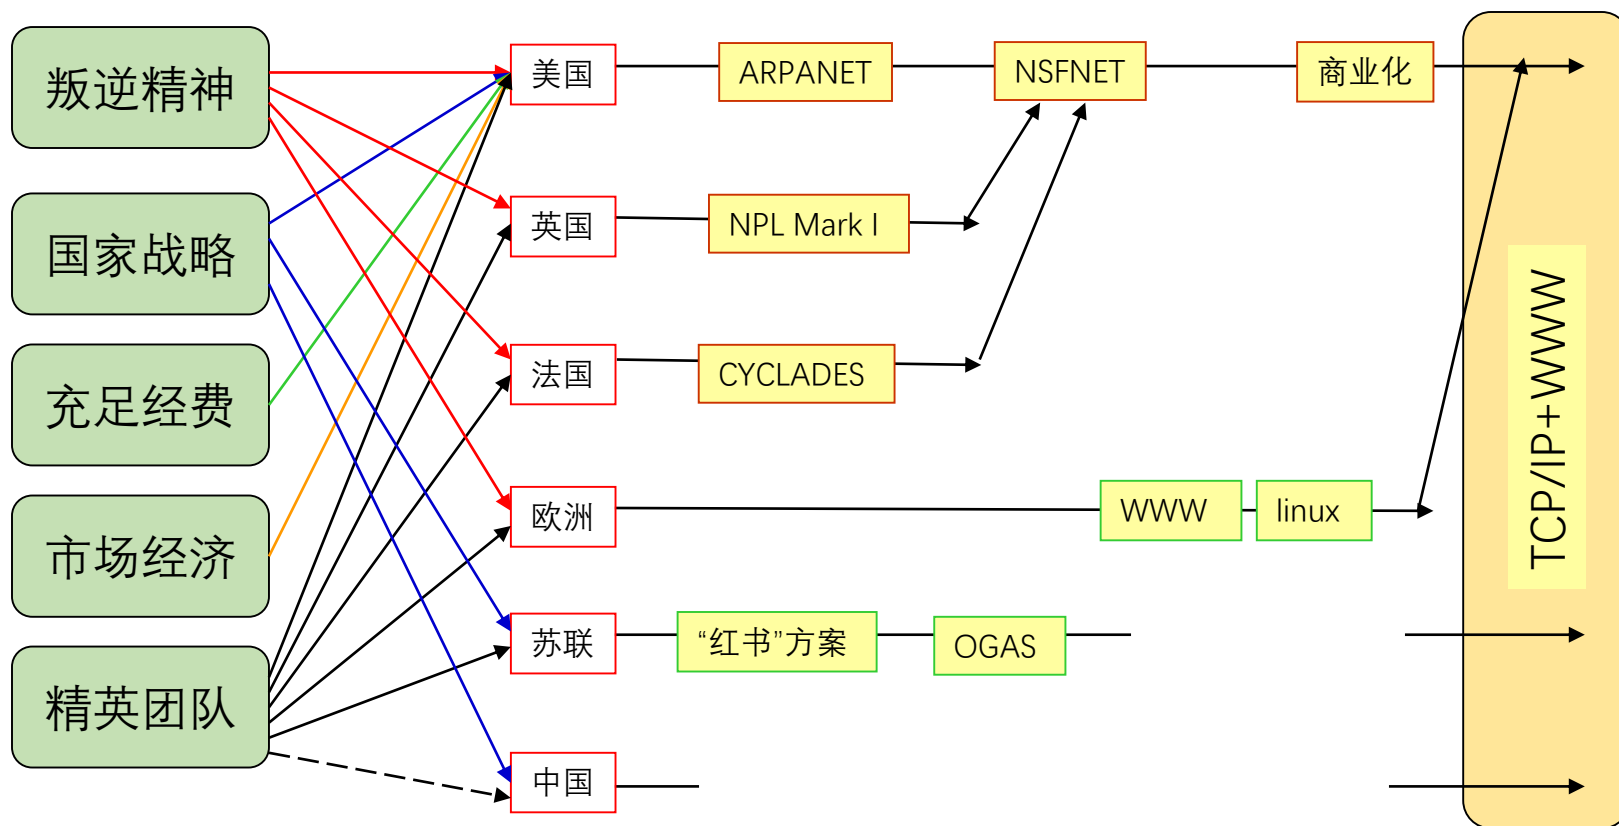 叛逆精神
国家战略
充足经费
市场经济
精英团队
美国
ARPANET
NSFNET
商业化
英国
NPL Mark I
法国
CYCLADES
欧洲
WWW
linux
苏联
“红书”方案
OGAS
中国
TCP/IP+WWW